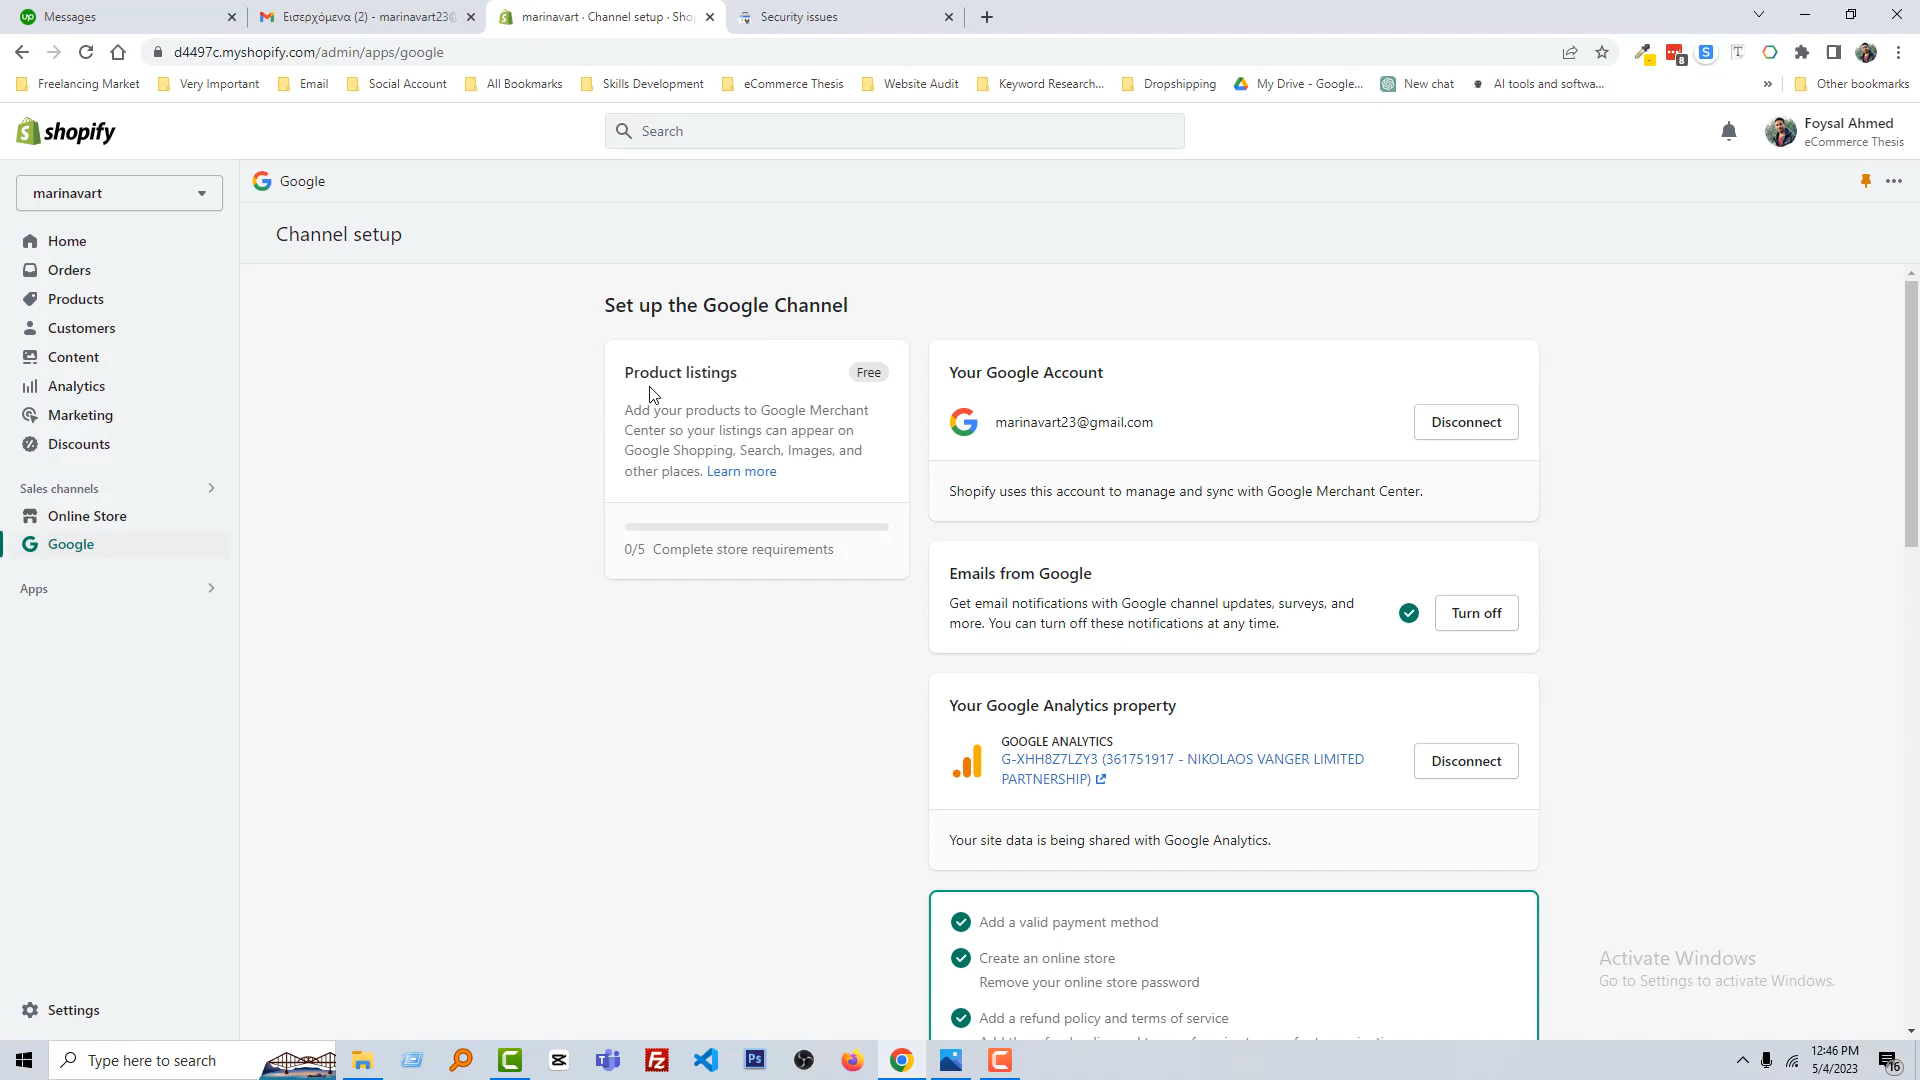 Messages
Εισερχόμενα (2) - marinavart23@
marinavart · Channel setup · Sho
Security issues
d4497c.myshopify.com/admin/apps/google
8
S
T
Freelancing Market
Very Important
Email
Social Account
All Bookmarks
Skills Development
eCommerce Thesis
Website Audit
Keyword Research...
Dropshipping
My Drive - Google...
New chat
AI tools and softwa...
»
Other bookmarks
shopify
Search
Foysal Ahmed
eCommerce Thesis
marinavart
Google
Channel setup
Home
Orders
Products
Customers
Content
Analytics
Marketing
Discounts
Sales channels
Online Store
Google
Apps
Settings
Set up the Google Channel
Product listings
Free
Add your products to Google Merchant
Center so your listings can appear on
Google Shopping, Search, Images, and
other places. Learn more
0/5 Complete store requirements
Your Google Account
marinavart23@gmail.com
Disconnect
Shopify uses this account to manage and sync with Google Merchant Center.
Emails from Google
Get email notifications with Google channel updates, surveys, and
more. You can turn off these notifications at any time.
Turn off
Your Google Analytics property
GOOGLE ANALYTICS
G-XHH8Z7LZY3 (361751917 - NIKOLAOS VANGER LIMITED
PARTNERSHIP)
Disconnect
Your site data is being shared with Google Analytics.
Add a valid payment method
Create an online store
Remove your online store password
Add a refund policy and terms of service
Activate Windows
Go to Settings to activate Windows.
Type here to search
Ps
12:46 PM
5/4/2023
16